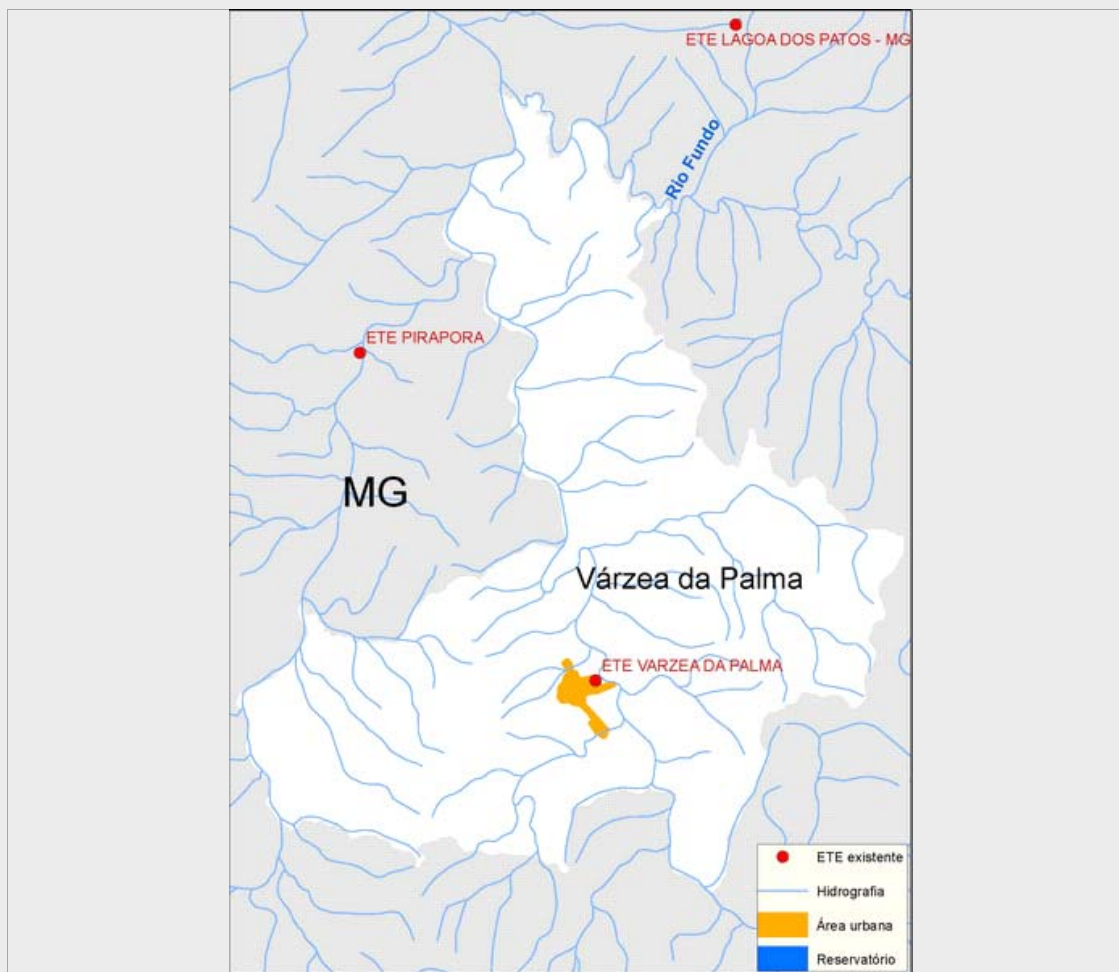 ETE LAGOA DOS PATOS - MG
Rio Fundo
ETE PIRAPORA
MG
Várzea da Palma
ETE VARZEA DA PALMA
ETE existente
Hidrografia
Área urbana
Reservatório